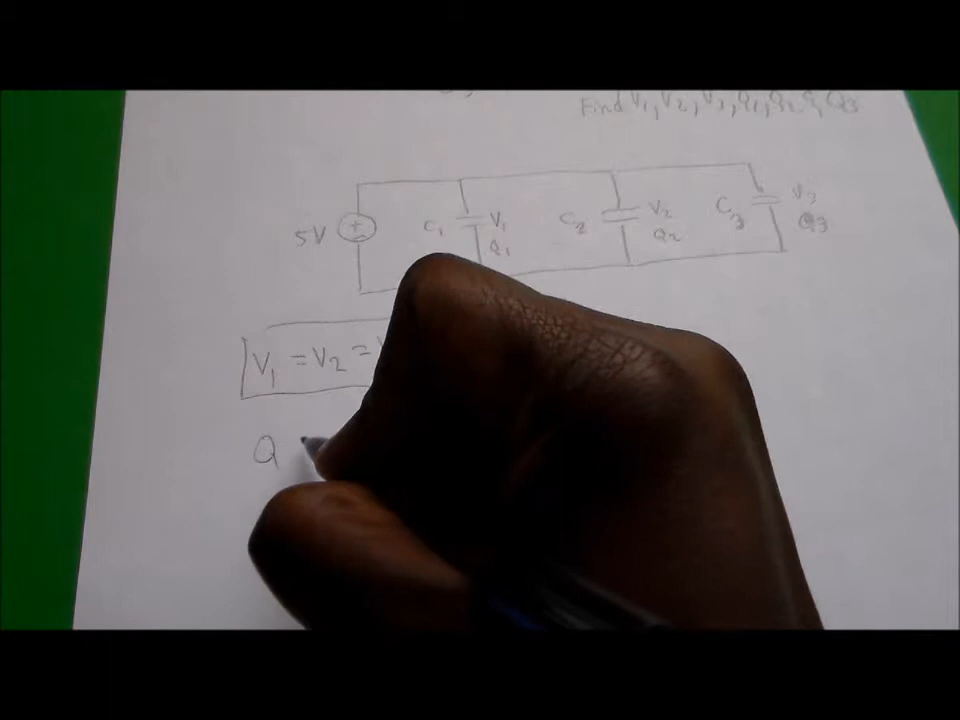 Find V1, V2, V3, Q1, Q2 & Q3
5V + − C1 V1 C2 V2 C3 V3
Q1 Q2 Q3
V1 = V2 =
Q